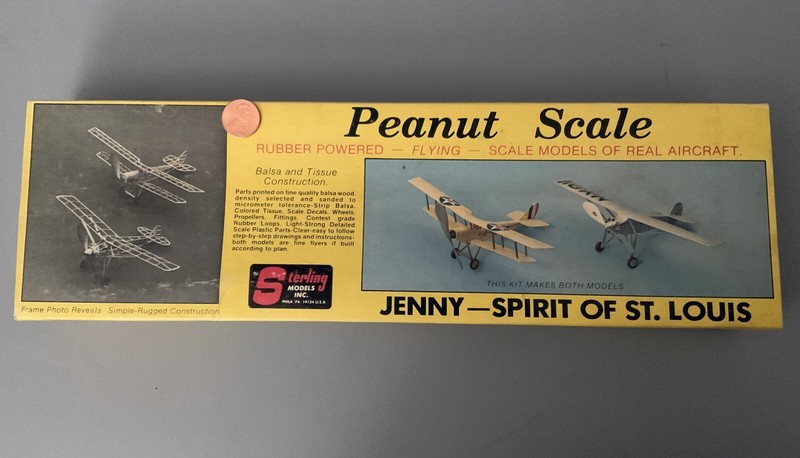 Peanut Scale
RUBBER POWERED — FLYING — SCALE MODELS OF REAL AIRCRAFT.
Balsa and Tissue
Construction.
Parts printed on fine quality balsa wood,
density selected and sanded to
micrometer tolerance-Strip Balsa.
Colored Tissue. Scale Decals. Wheels.
Propellers. Fittings. Contest grade
Rubber Loops. Light-Strong Durable
Scale Plastic Parts-Clear-easy to follow
step-by-step drawings and instructions-
both models are fine flyers if built
according to plan.
Sterling
MODELS
INC.
PHILA. PA. 19124 U.S.A.
Frame Photo Reveals Simple-Rugged Construction
THIS KIT MAKES BOTH MODELS
JENNY—SPIRIT OF ST. LOUIS